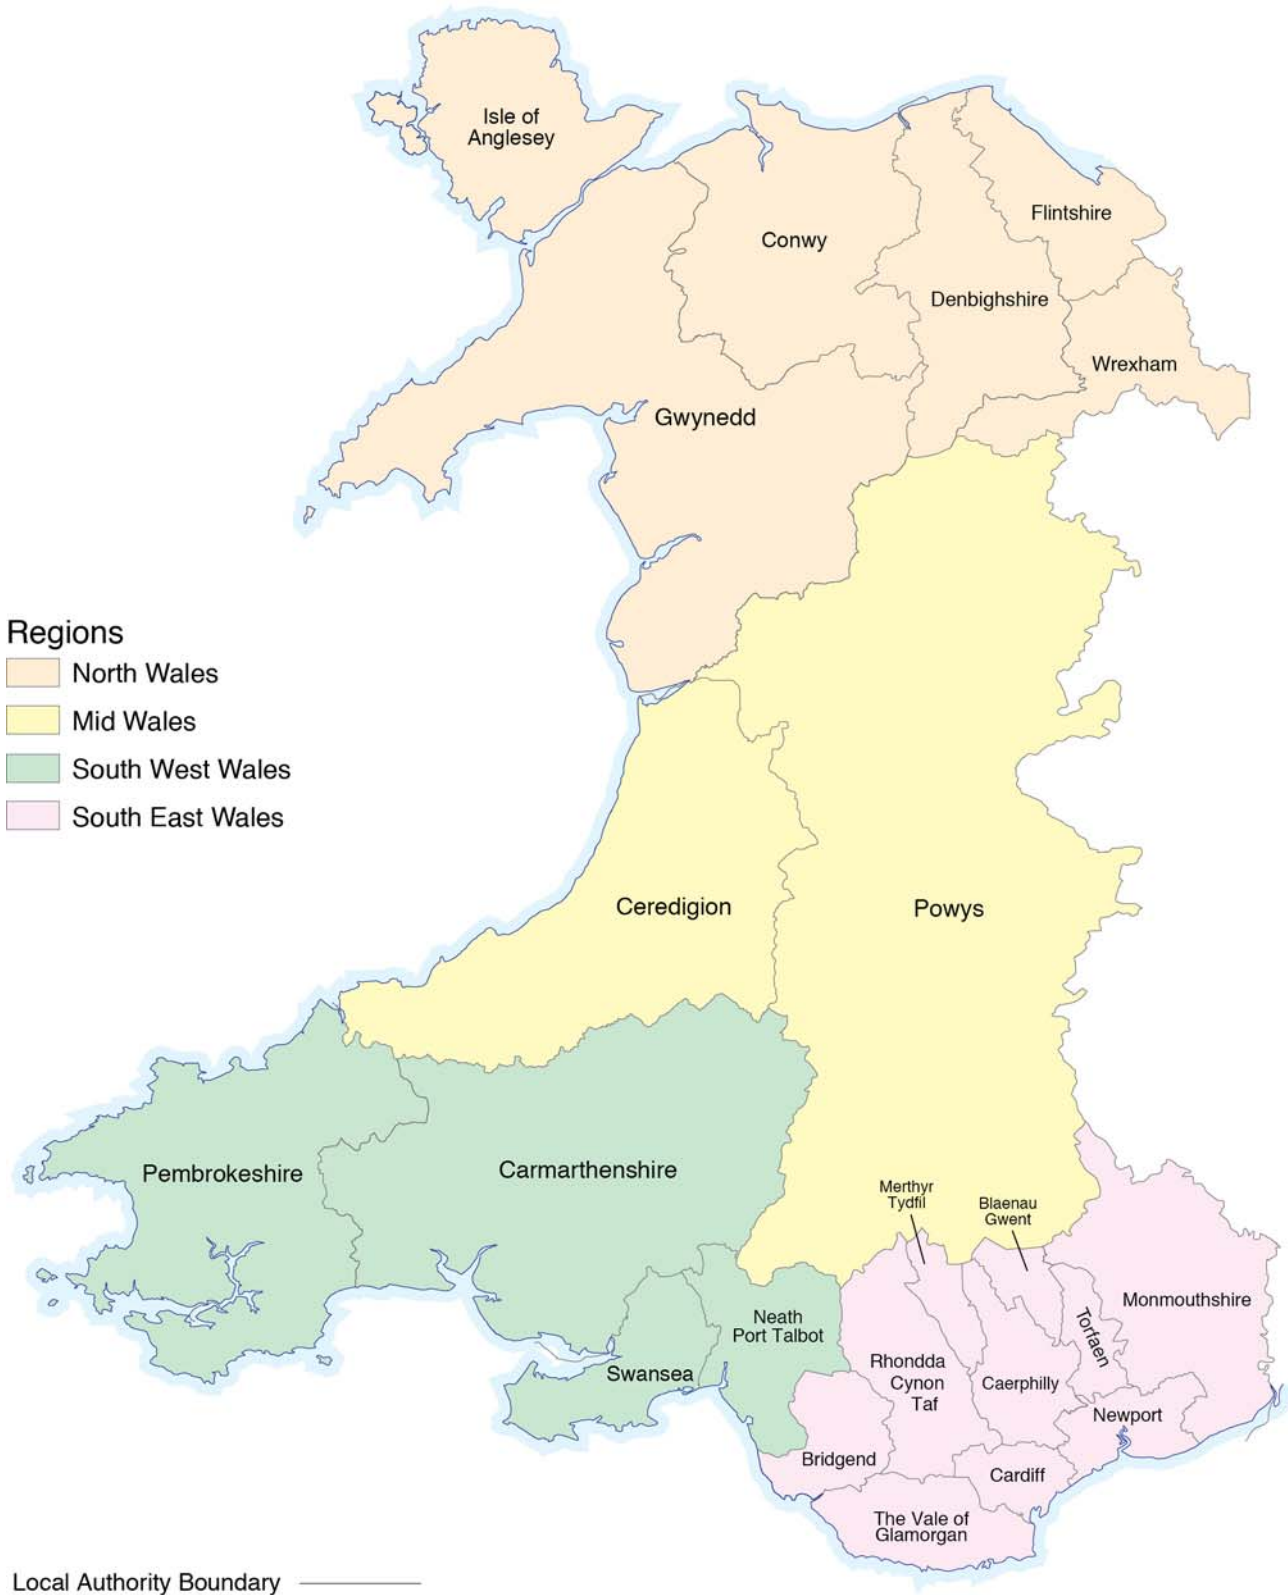 Isle of
Anglesey
Flintshire
Conwy
Denbighshire
Wrexham
Gwynedd
Regions
North Wales
Mid Wales
South West Wales
South East Wales
Ceredigion
Powys
Pembrokeshire
Carmarthenshire
Merthyr
Tydfil
Blaenau
Gwent
Monmouthshire
Neath
Port Talbot
Torfaen
Swansea
Rhondda
Cynon
Taf
Caerphilly
Newport
Bridgend
Cardiff
The Vale of
Glamorgan
Local Authority Boundary